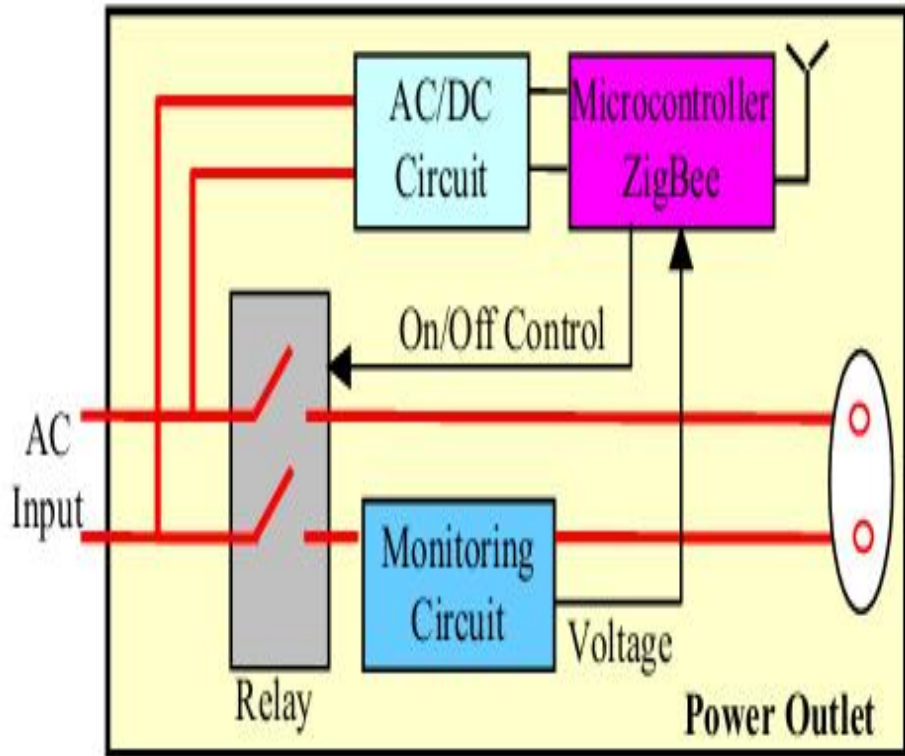 AC/DC
Circuit
Microcontroller
ZigBee
On/Off Control
AC
Input
Monitoring
Circuit
Voltage
Relay
Power Outlet